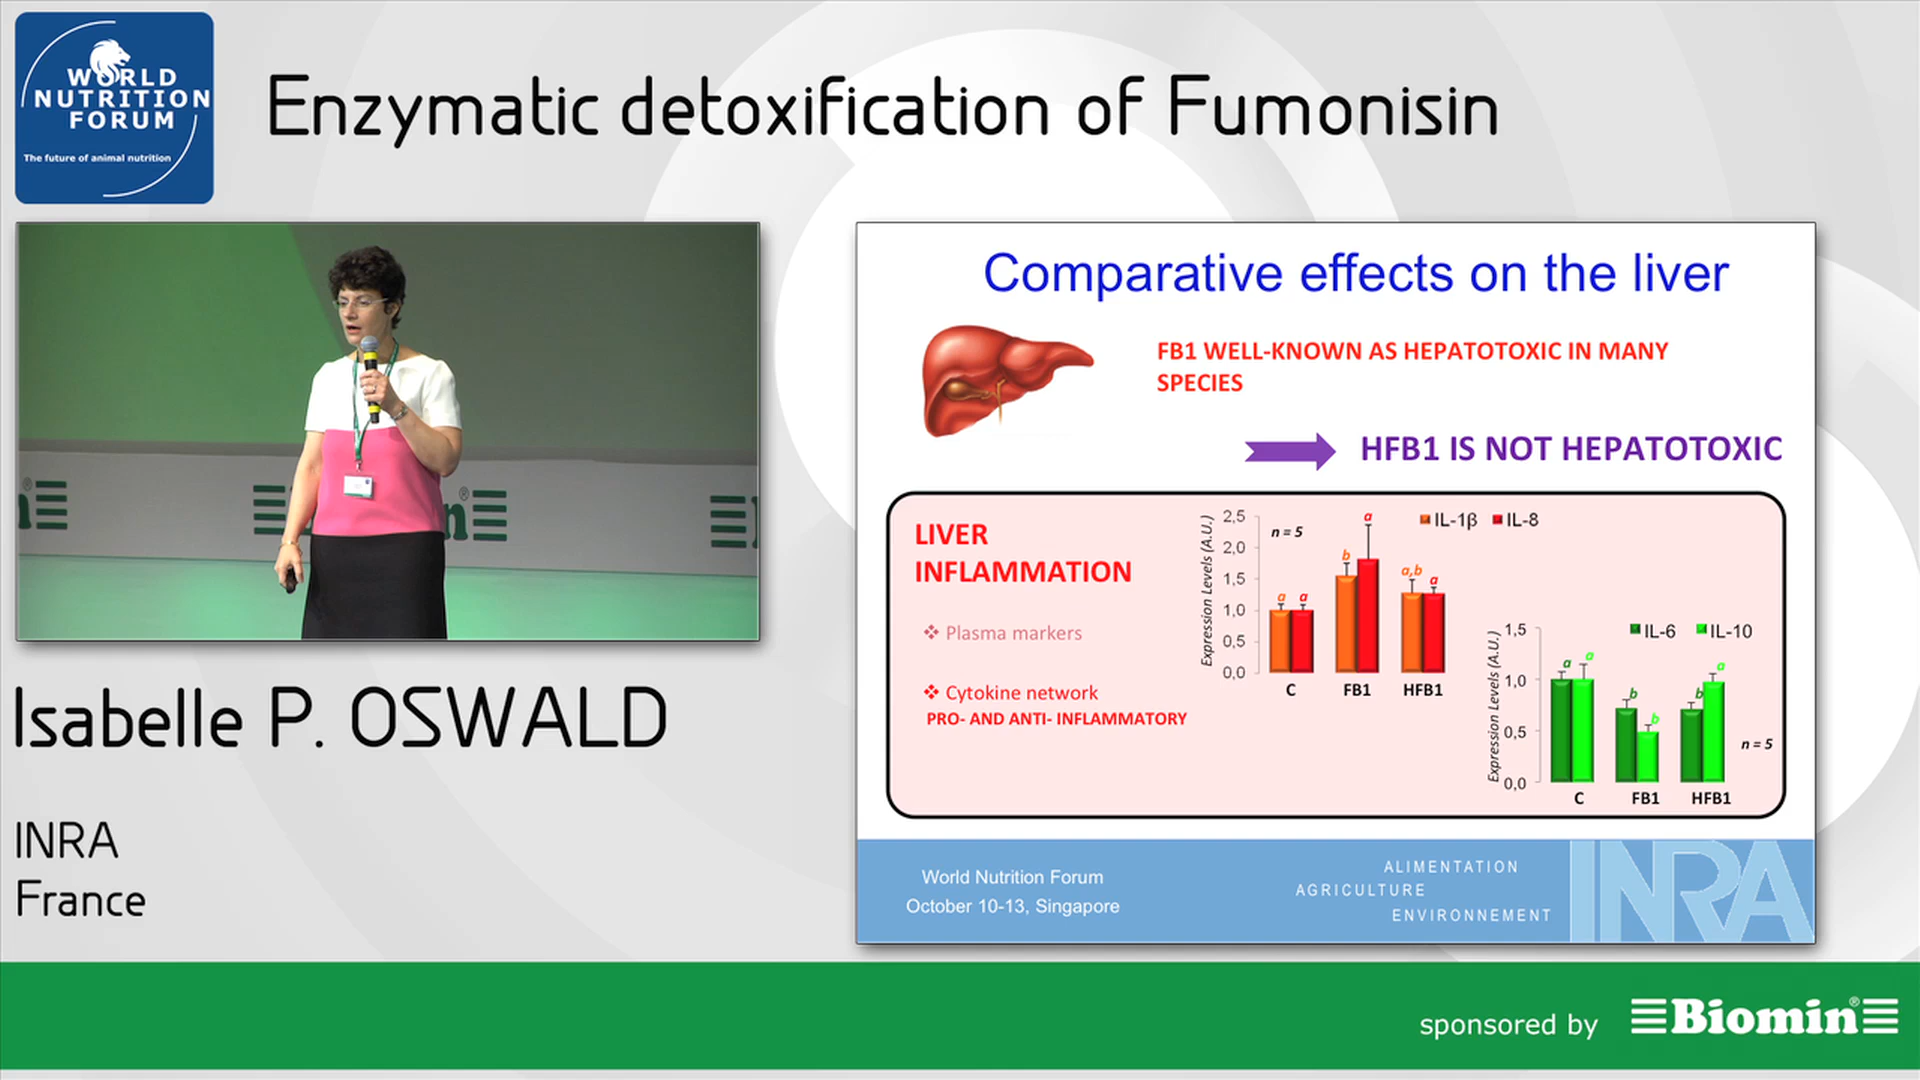 WORLD
NUTRITION
FORUM
The future of animal nutrition
Enzymatic detoxification of Fumonisin
Comparative effects on the liver
FB1 WELL-KNOWN AS HEPATOTOXIC IN MANY
SPECIES
HFB1 IS NOT HEPATOTOXIC
LIVER
INFLAMMATION
❖ Plasma markers
❖ Cytokine network
PRO- AND ANTI- INFLAMMATORY
Expression Levels (A.U.)
2,5
2,0
1,5
1,0
0,5
0,0
n = 5
IL-1β IL-8
a a b a a,b a
C FB1 HFB1
Expression Levels (A.U.)
1,5
1,0
0,5
0,0
IL-6 IL-10
a a b b b a
n = 5
C FB1 HFB1
World Nutrition Forum
October 10-13, Singapore
ALIMENTATION
AGRICULTURE
ENVIRONNEMENT
INRA
Isabelle P. OSWALD
INRA
France
sponsored by Biomin®